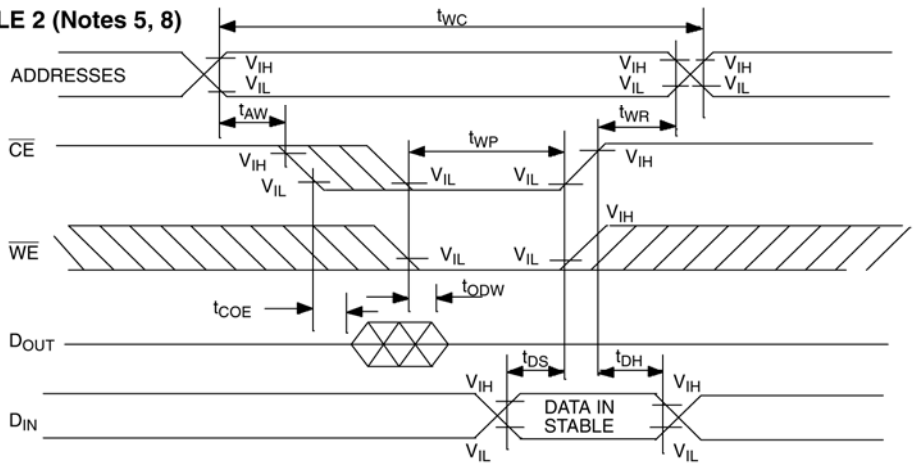 LE 2 (Notes 5, 8)
tWC
ADDRESSES
VIH
VIL
VIH
VIL
VIH
VIL
tAW
tWR
CE
VIH
VIL
tWP
VIL
VIL
VIH
WE
VIL
VIL
VIH
tCOE
tODW
DOUT
tDS
tDH
DIN
VIH
VIL
DATA IN
STABLE
VIH
VIL